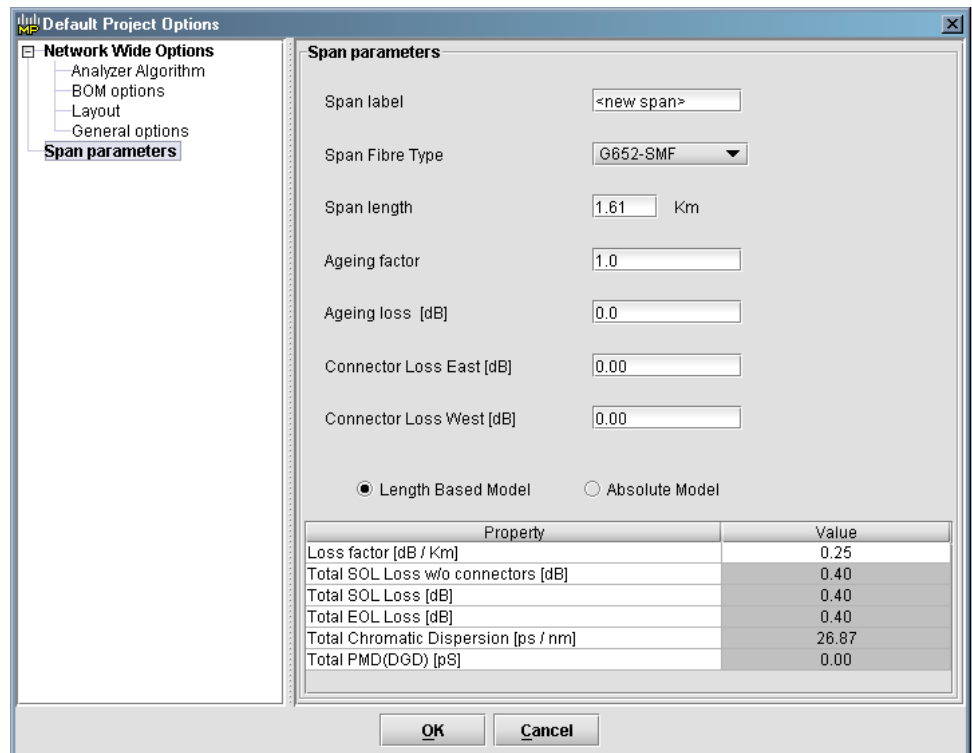 MP Default Project Options
Network Wide Options
Analyzer Algorithm
BOM options
Layout
General options
Span parameters
Span parameters
Span label <new span>
Span Fibre Type G652-SMF
Span length 1.61 Km
Ageing factor 1.0
Ageing loss [dB] 0.0
Connector Loss East [dB] 0.00
Connector Loss West [dB] 0.00
Length Based Model Absolute Model
Property Value
Loss factor [dB / Km] 0.25
Total SOL Loss w/o connectors [dB] 0.40
Total SOL Loss [dB] 0.40
Total EOL Loss [dB] 0.40
Total Chromatic Dispersion [ps / nm] 26.87
Total PMD(DGD) [pS] 0.00
OK Cancel